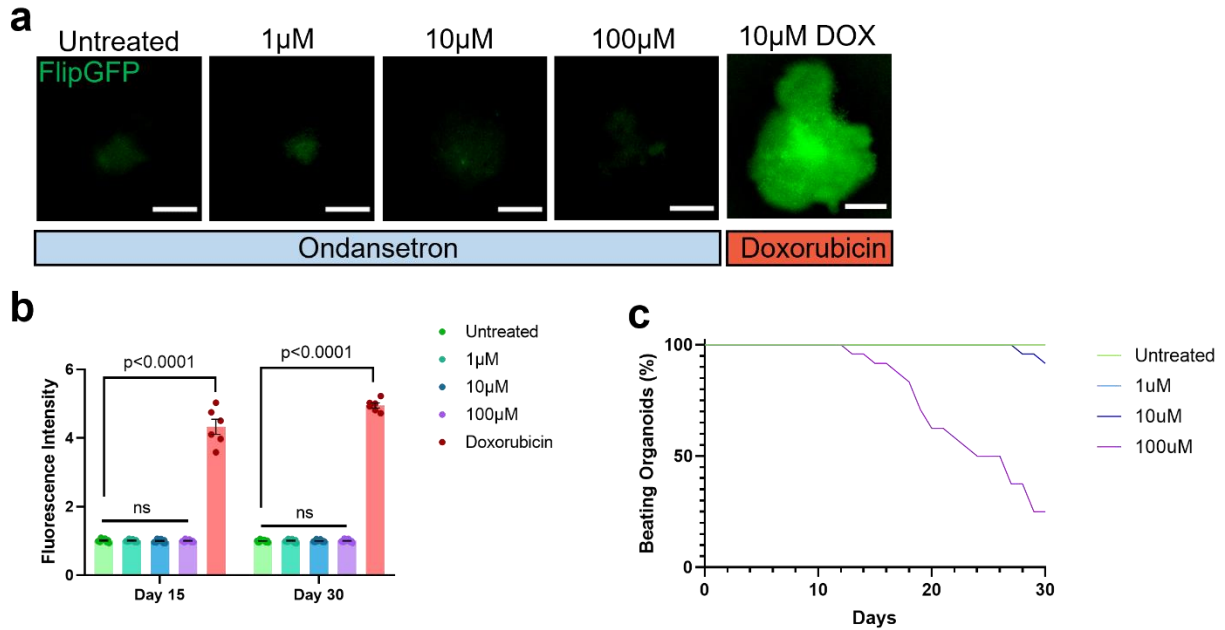 a
Untreated
1µM
10µM
100µM
10µM DOX
FlipGFP
Ondansetron
Doxorubicin
b
Fluorescence Intensity
6
4
2
0
p<0.0001
p<0.0001
ns
ns
Day 15
Day 30
Untreated
1µM
10µM
100µM
Doxorubicin
c
Beating Organoids (%)
100
50
0
0
10
20
30
Days
Untreated
1uM
10uM
100uM